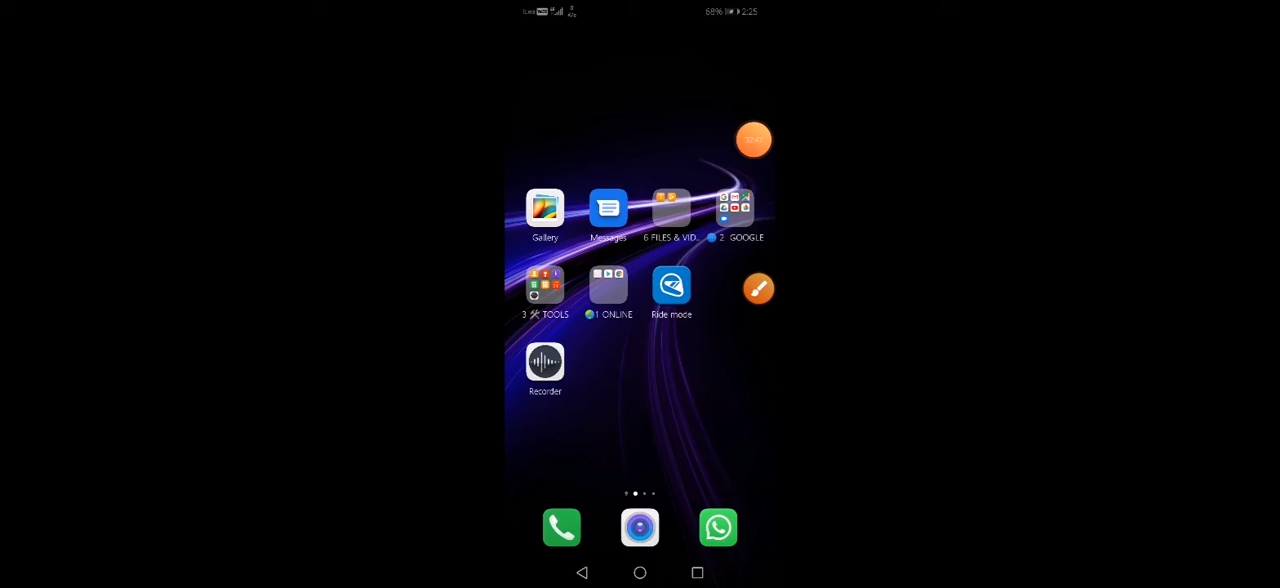 68% 2:25
Gallery Messages 6 FILES & VID... 2 GOOGLE
3 TOOLS 1 ONLINE Ride mode
Recorder